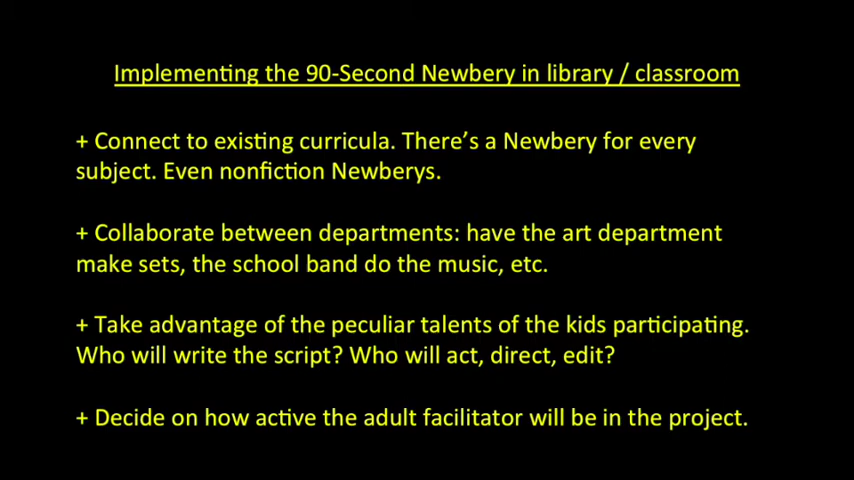 Implementing the 90-Second Newbery in library / classroom
+ Connect to existing curricula. There’s a Newbery for every
subject. Even nonfiction Newberys.
+ Collaborate between departments: have the art department
make sets, the school band do the music, etc.
+ Take advantage of the peculiar talents of the kids participating.
Who will write the script? Who will act, direct, edit?
+ Decide on how active the adult facilitator will be in the project.